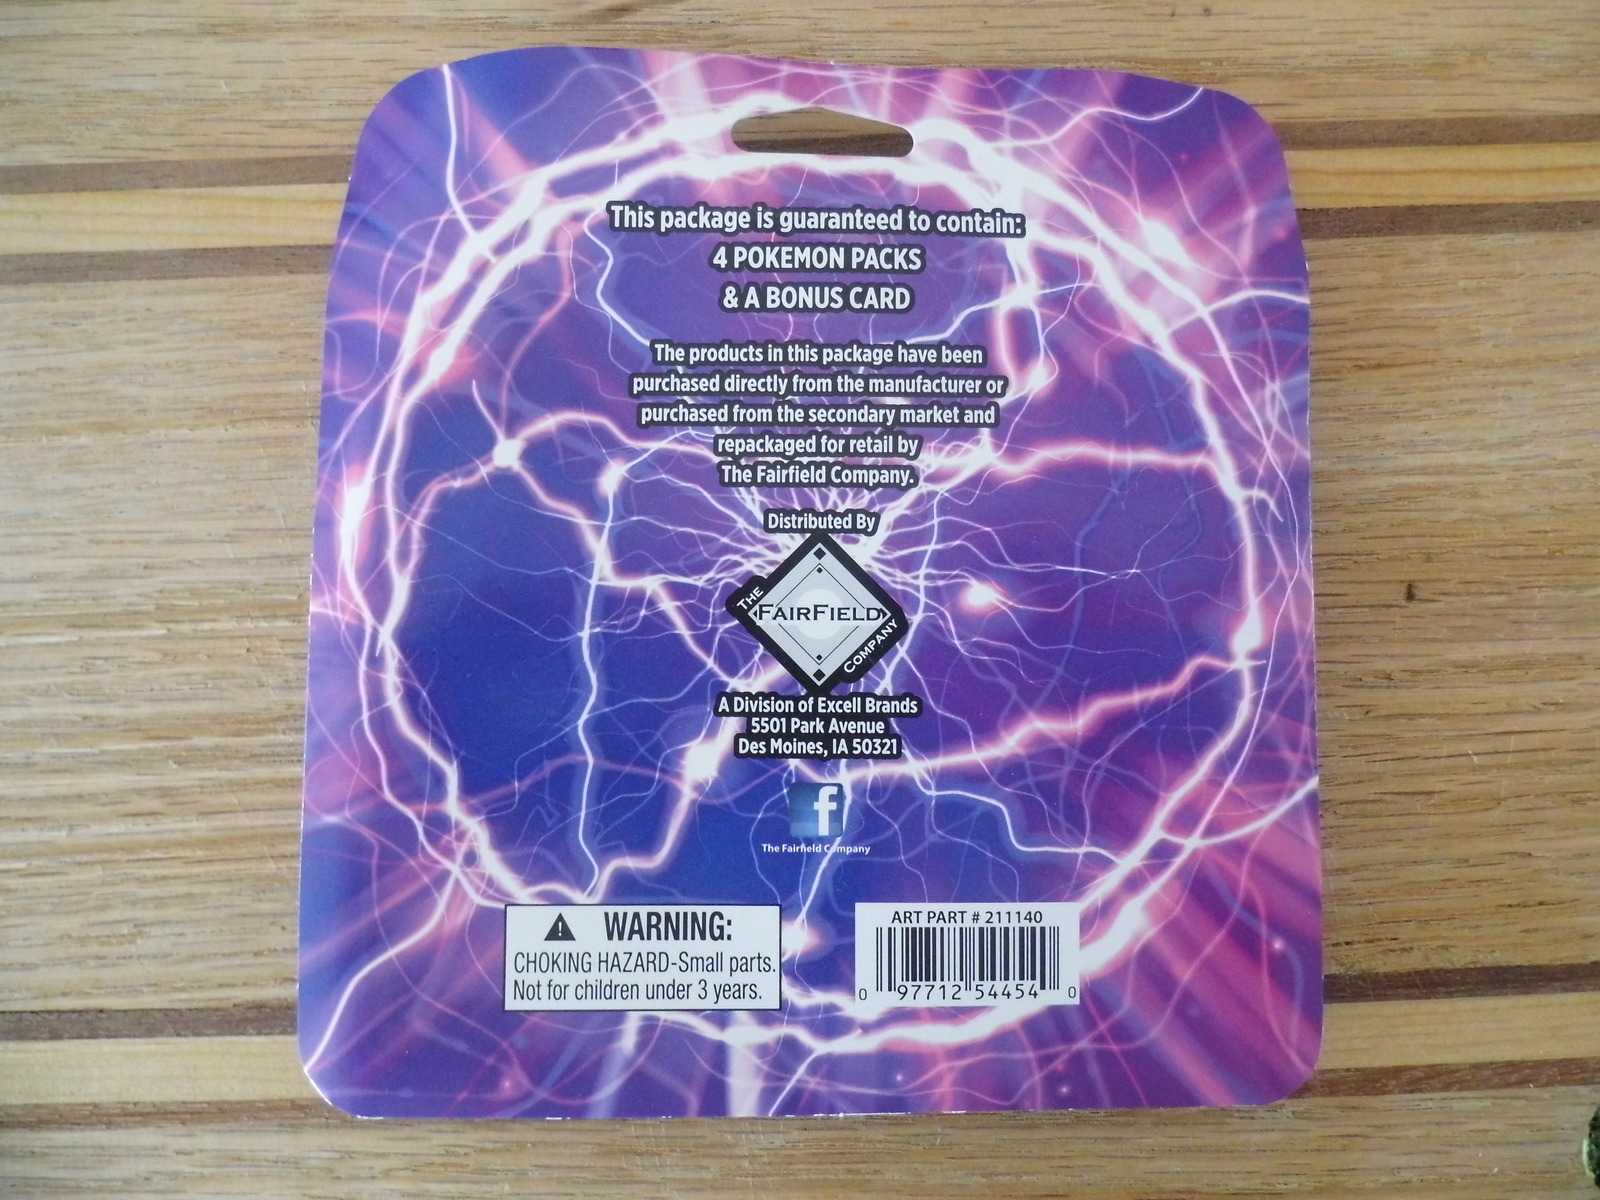 This package is guaranteed to contain:
4 POKEMON PACKS
& A BONUS CARD
The products in this package have been
purchased directly from the manufacturer or
purchased from the secondary market and
repackaged for retail by
The Fairfield Company.
Distributed By
THE
FAIRFIELD
COMPANY
A Division of Excell Brands
5501 Park Avenue
Des Moines, IA 50321
f
The Fairfield Company
WARNING:
CHOKING HAZARD-Small parts.
Not for children under 3 years.
ART PART # 211140
0 97712 54454 0